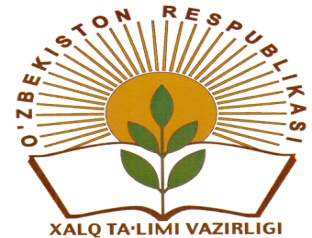 O'ZBEKISTON RESPUBLIKASI
XALQ TA·LIMI VAZIRLIGI